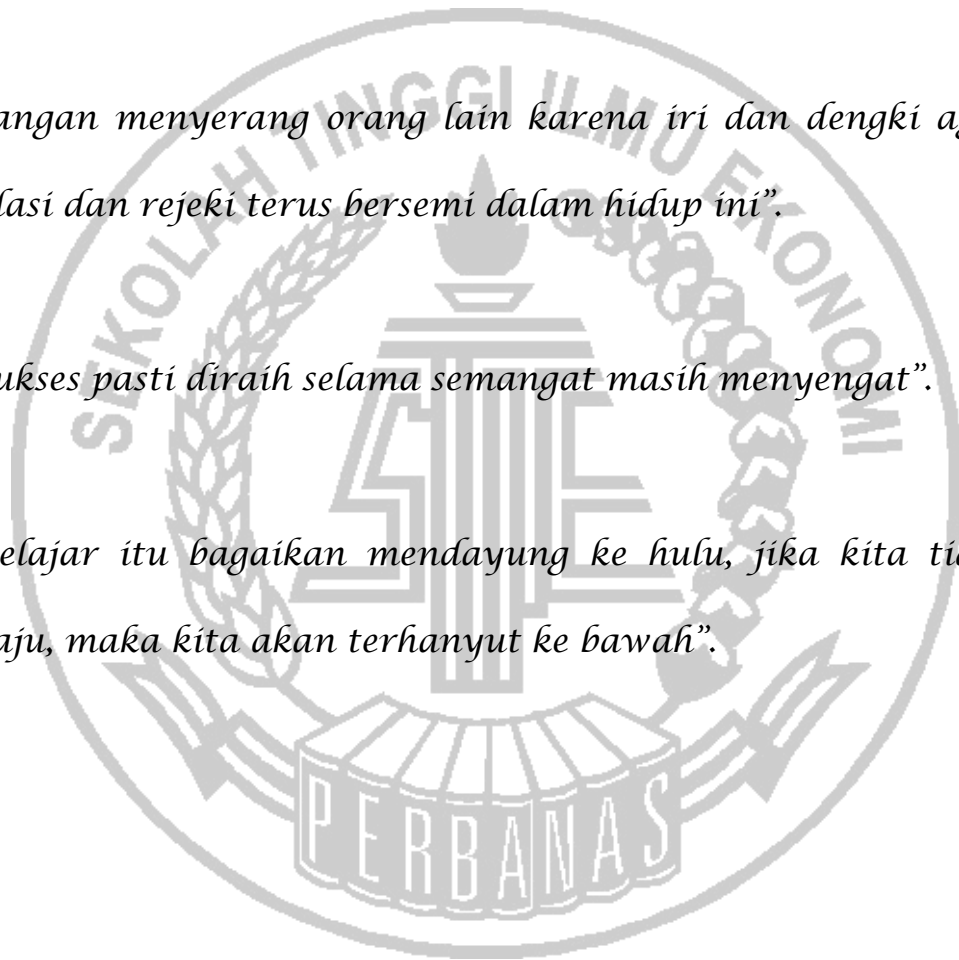 SEKOLAH TINGGI ILMU EKONOMI
angan menyerang orang lain karena iri dan dengki ag
lasi dan rejeki terus bersemi dalam hidup ini”.
ukses pasti diraih selama semangat masih menyengat”.
elajar itu bagaikan mendayung ke hulu, jika kita tid
aju, maka kita akan terhanyut ke bawah”.
PERBANAS